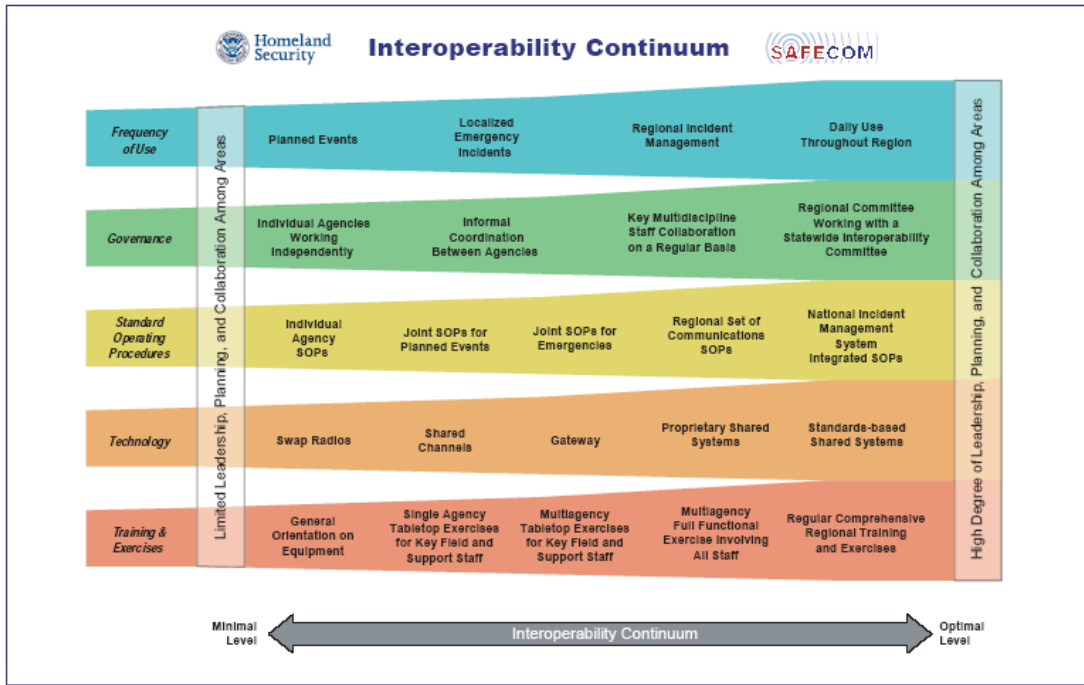 Homeland
Security
Interoperability Continuum
SAFECOM
Limited Leadership, Planning, and Collaboration Among Areas
High Degree of Leadership, Planning, and Collaboration Among Areas
Frequency
of Use
Planned Events
Localized
Emergency
Incidents
Regional Incident
Management
Daily Use
Throughout Region
Governance
Individual Agencies
Working
Independently
Informal
Coordination
Between Agencies
Key Multidiscipline
Staff Collaboration
on a Regular Basis
Regional Committee
Working with a
Statewide Interoperability
Committee
Standard
Operating
Procedures
Individual
Agency
SOPs
Joint SOPs for
Planned Events
Joint SOPs for
Emergencies
Regional Set of
Communications
SOPs
National Incident
Management
System
Integrated SOPs
Technology
Swap Radios
Shared
Channels
Gateway
Proprietary Shared
Systems
Standards-based
Shared Systems
Training &
Exercises
General
Orientation on
Equipment
Single Agency
Tabletop Exercises
for Key Field and
Support Staff
Multiagency
Tabletop Exercises
for Key Field and
Support Staff
Multiagency
Full Functional
Exercise Involving
All Staff
Regular Comprehensive
Regional Training
and Exercises
Minimal
Level
Interoperability Continuum
Optimal
Level